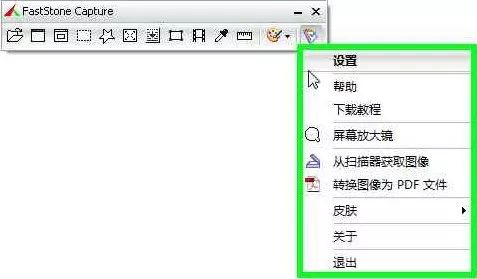 FastStone Capture
设置
帮助
下载教程
屏幕放大镜
从扫描器获取图像
转换图像为 PDF 文件
皮肤
关于
退出